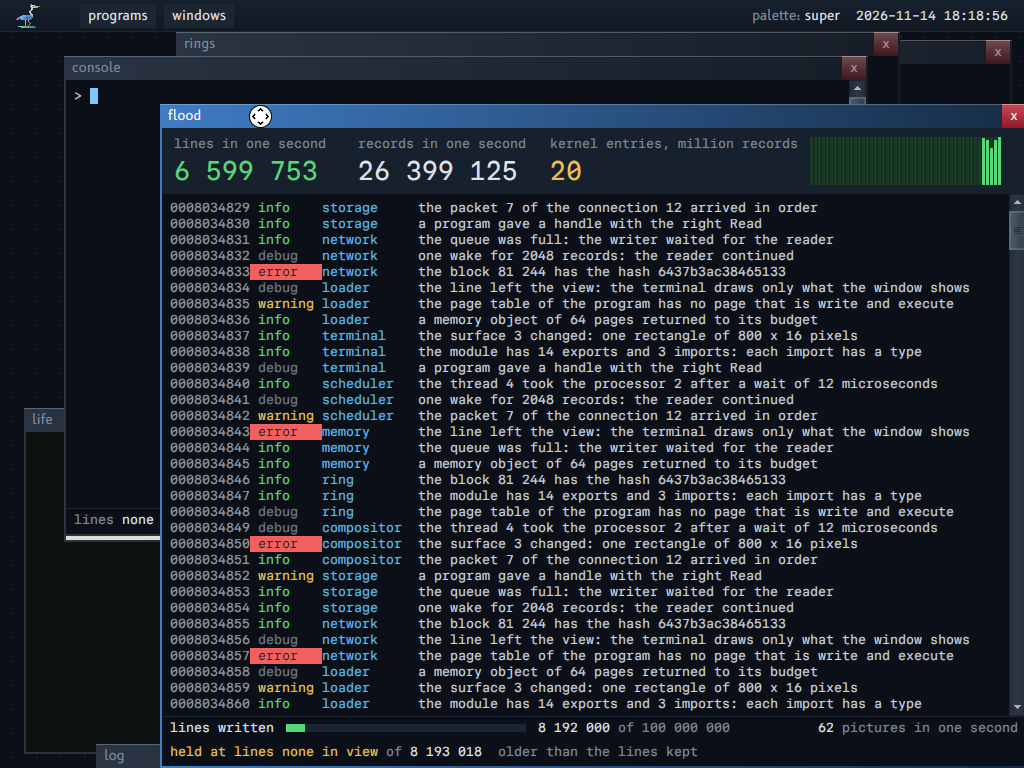 programs windows palette: super 2026-11-14 18:18:56
rings x
x
console x
>
flood x
lines in one second records in one second kernel entries, million records
6 599 753 26 399 125 20
0008034829 info storage the packet 7 of the connection 12 arrived in order
0008034830 info storage a program gave a handle with the right Read
0008034831 info network the queue was full: the writer waited for the reader
0008034832 debug network one wake for 2048 records: the reader continued
0008034833 error network the block 81 244 has the hash 6437b3ac38465133
0008034834 debug loader the line left the view: the terminal draws only what the window shows
0008034835 warning loader the page table of the program has no page that is write and execute
0008034836 info loader a memory object of 64 pages returned to its budget
0008034837 info terminal the surface 3 changed: one rectangle of 800 x 16 pixels
0008034838 info terminal the module has 14 exports and 3 imports: each import has a type
0008034839 debug terminal a program gave a handle with the right Read
0008034840 info scheduler the thread 4 took the processor 2 after a wait of 12 microseconds
0008034841 debug scheduler one wake for 2048 records: the reader continued
0008034842 warning scheduler the packet 7 of the connection 12 arrived in order
0008034843 error memory the line left the view: the terminal draws only what the window shows
0008034844 info memory the queue was full: the writer waited for the reader
0008034845 info memory a memory object of 64 pages returned to its budget
0008034846 info ring the block 81 244 has the hash 6437b3ac38465133
0008034847 info ring the module has 14 exports and 3 imports: each import has a type
0008034848 debug ring the page table of the program has no page that is write and execute
0008034849 debug compositor the thread 4 took the processor 2 after a wait of 12 microseconds
0008034850 error compositor the surface 3 changed: one rectangle of 800 x 16 pixels
0008034851 info compositor the packet 7 of the connection 12 arrived in order
0008034852 warning storage a program gave a handle with the right Read
0008034853 info storage the queue was full: the writer waited for the reader
0008034854 info storage one wake for 2048 records: the reader continued
0008034855 info network the block 81 244 has the hash 6437b3ac38465133
0008034856 debug network the line left the view: the terminal draws only what the window shows
0008034857 error network the page table of the program has no page that is write and execute
0008034858 debug loader a memory object of 64 pages returned to its budget
0008034859 warning loader the surface 3 changed: one rectangle of 800 x 16 pixels
0008034860 info loader the module has 14 exports and 3 imports: each import has a type
lines written 8 192 000 of 100 000 000 62 pictures in one second
held at lines none in view of 8 193 018 older than the lines kept
life
lines none
log